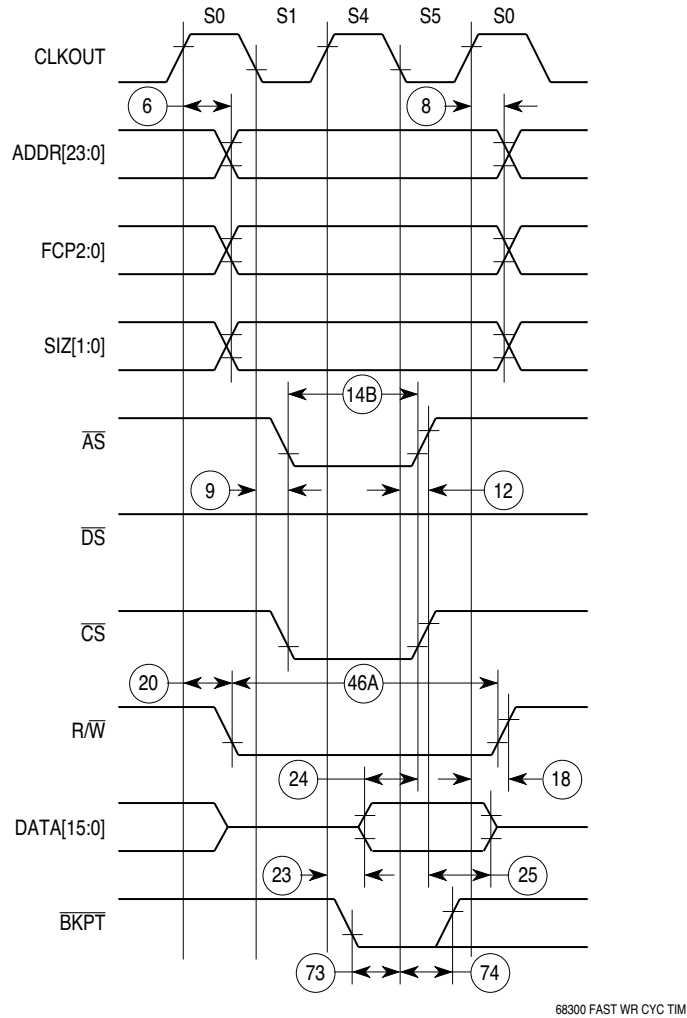 S0 S1 S4 S5 S0
CLKOUT
6 8
ADDR[23:0]
FCP2:0]
SIZ[1:0]
14B
AS
9 12
DS
CS
20 46A
R/W
24 18
DATA[15:0]
23 25
BKPT
73 74
68300 FAST WR CYC TIM